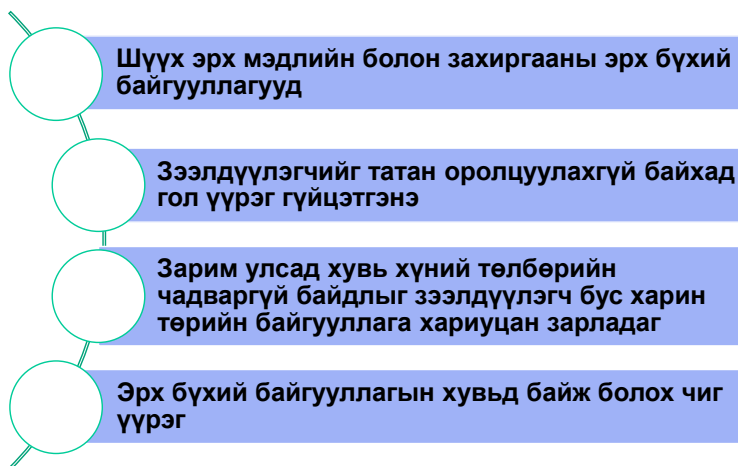 Шүүх эрх мэдлийн болон захиргааны эрх бүхий
байгууллагууд
Зээлдүүлэгчийг татан оролцуулахгүй байхад
гол үүрэг гүйцэтгэнэ
Зарим улсад хувь хүний төлбөрийн
чадваргүй байдлыг зээлдүүлэгч бус харин
төрийн байгууллага хариуцан зарладаг
Эрх бүхий байгууллагын хувьд байж болох чиг
үүрэг